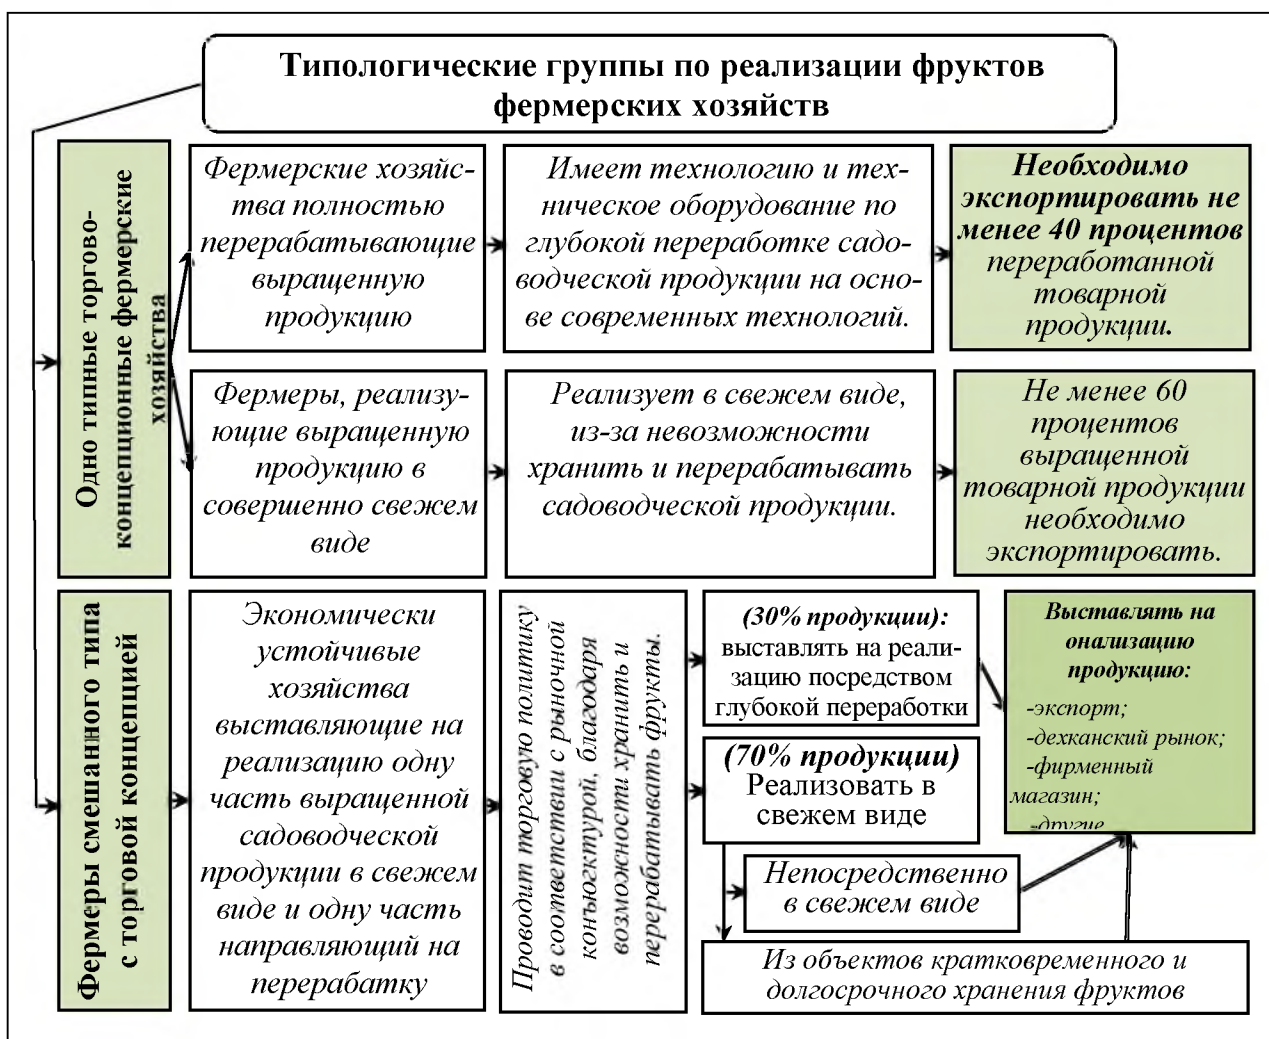 Типологические группы по реализации фруктов
фермерских хозяйств
Одно типные торгово-
концепционные фермерские
хозяйства
Фермерские хозяйс-
тва полностью
перерабатывающие
выращенную
продукцию
Имеет технологию и тех-
ническое оборудование по
глубокой переработке садо-
водческой продукции на осно-
ве современных технологий.
Необходимо
экспортировать не
менее 40 процентов
переработанной
товарной
продукции.
Фермеры, реализу-
ющие выращенную
продукцию в
совершенно свежем
виде
Реализует в свежем виде,
из-за невозможности
хранить и перерабатывать
садоводческой продукции.
Не менее 60
процентов
выращенной
товарной продукции
необходимо
экспортировать.
Фермеры смешанного типа
с торговой концепцией
Экономически
устойчивые
хозяйства
выставляющие на
реализацию одну
часть выращенной
садоводческой
продукции в свежем
виде и одну часть
направляющий на
перерабатку
Проводит торговую политику
в соответствии с рыночной
конъюктурой, благодаря
возможности хранить и
перерабатывать фрукты.
(30% продукции):
выставлять на реали-
зацию посредством
глубокой переработки
(70% продукции)
Реализовать в
свежем виде
Непосредственно
в свежем виде
Из объектов кратковременного и
долгосрочного хранения фруктов
Выставлять на
онализацию
продукцию:
-экспорт;
-дехканский рынок;
-фирменный
магазин;
-другие